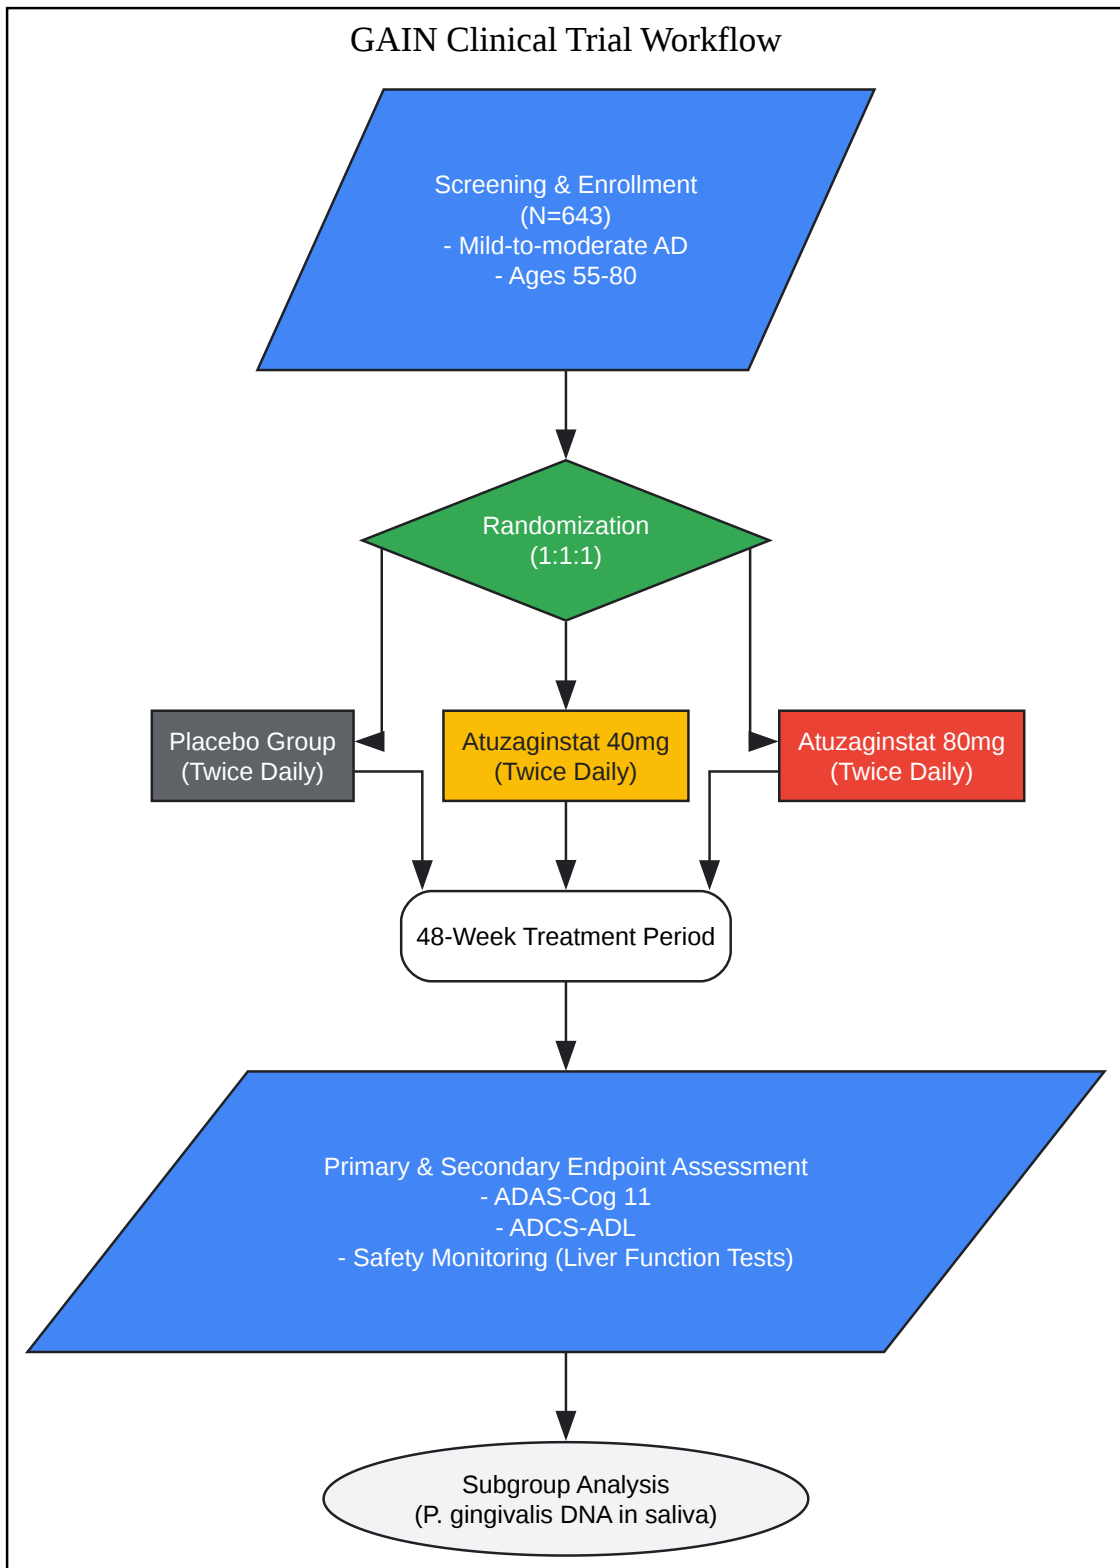 GAIN Clinical Trial Workflow
Screening & Enrollment
(N=643)
- Mild-to-moderate AD
- Ages 55-80
Randomization
(1:1:1)
Placebo Group
(Twice Daily)
Atuzaginstat 40mg
(Twice Daily)
Atuzaginstat 80mg
(Twice Daily)
48-Week Treatment Period
Primary & Secondary Endpoint Assessment
- ADAS-Cog 11
- ADCS-ADL
- Safety Monitoring (Liver Function Tests)
Subgroup Analysis
(P. gingivalis DNA in saliva)